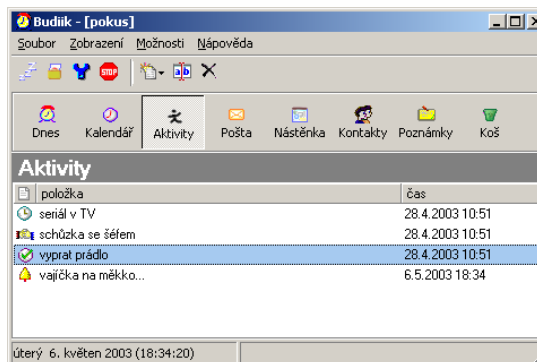 Budiik - [pokus]
Soubor Zobrazení Možnosti Nápověda
STOP
Dnes Kalendář Aktivity Pošta Nástěnka Kontakty Poznámky Koš
Aktivity
položka čas
seriál v TV 28.4.2003 10:51
schůzka se šéfem 28.4.2003 10:51
vyprat prádlo 28.4.2003 10:51
vajíčka na měkko... 6.5.2003 18:34
úterý 6. květen 2003 (18:34:20)